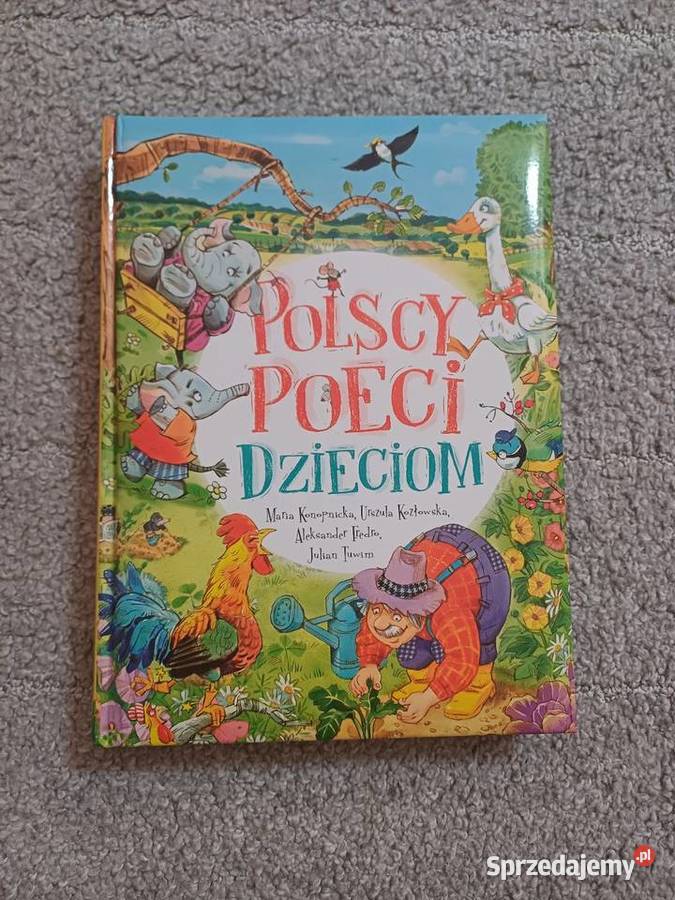 POLSCY
POECI
DZIECIOM
Maria Konopnicka, Urszula Kozłowska,
Aleksander Fredro,
Julian Tuwim
Sprzedajemy.pl